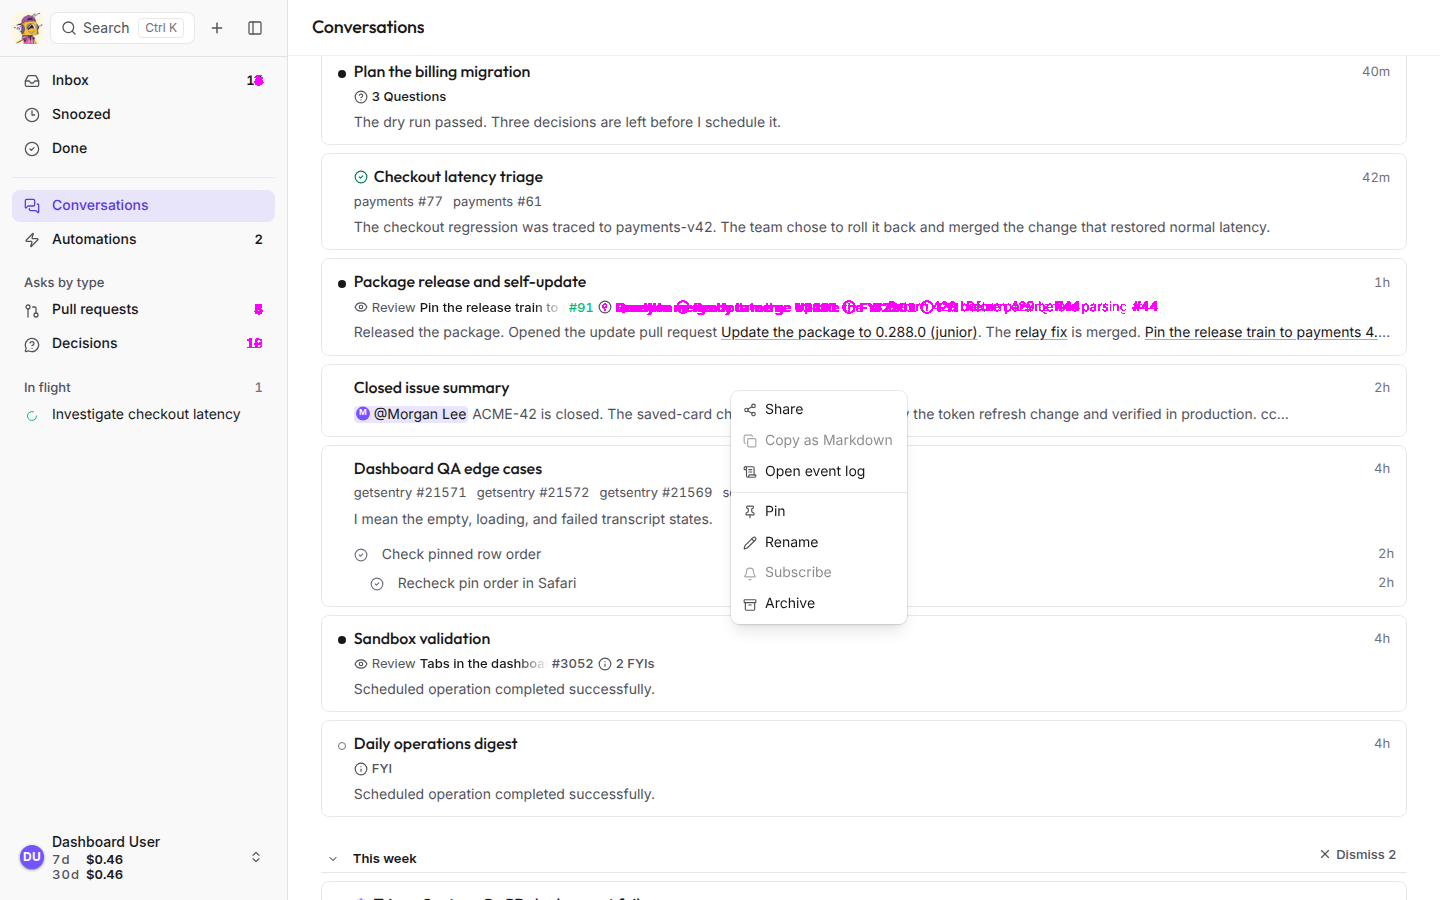 Search Ctrl K
Inbox
Snoozed
Done
Conversations
Automations 2
Asks by type
Pull requests
Decisions
In flight 1
Investigate checkout latency
DU Dashboard User
7d $0.46
30d $0.46
Conversations
Plan the billing migration 40m
3 Questions
The dry run passed. Three decisions are left before I schedule it.
Checkout latency triage 42m
payments #77 payments #61
The checkout regression was traced to payments-v42. The team chose to roll it back and merged the change that restored normal latency.
Package release and self-update 1h
Review Pin the release train to #91
Released the package. Opened the update pull request Update the package to 0.288.0 (junior). The relay fix is merged. Pin the release train to payments 4....
Closed issue summary 2h
M @Morgan Lee ACME-42 is closed. The saved-card the token refresh change and verified in production. cc...
Dashboard QA edge cases 4h
getsentry #21571 getsentry #21572 getsentry #21569
I mean the empty, loading, and failed transcript states.
Check pinned row order 2h
Recheck pin order in Safari 2h
Share
Copy as Markdown
Open event log
Pin
Rename
Subscribe
Archive
Sandbox validation 4h
Review Tabs in the dashboa #3052 2 FYIs
Scheduled operation completed successfully.
Daily operations digest 4h
FYI
Scheduled operation completed successfully.
This week Dismiss 2